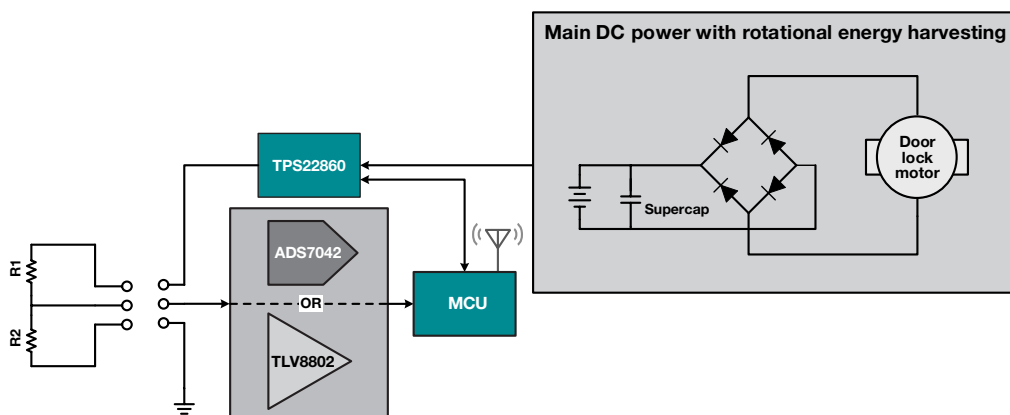 Main DC power with rotational energy harvesting
Door
lock
motor
TPS22860
Supercap
ADS7042
R1
OR
MCU
R2
TLV8802